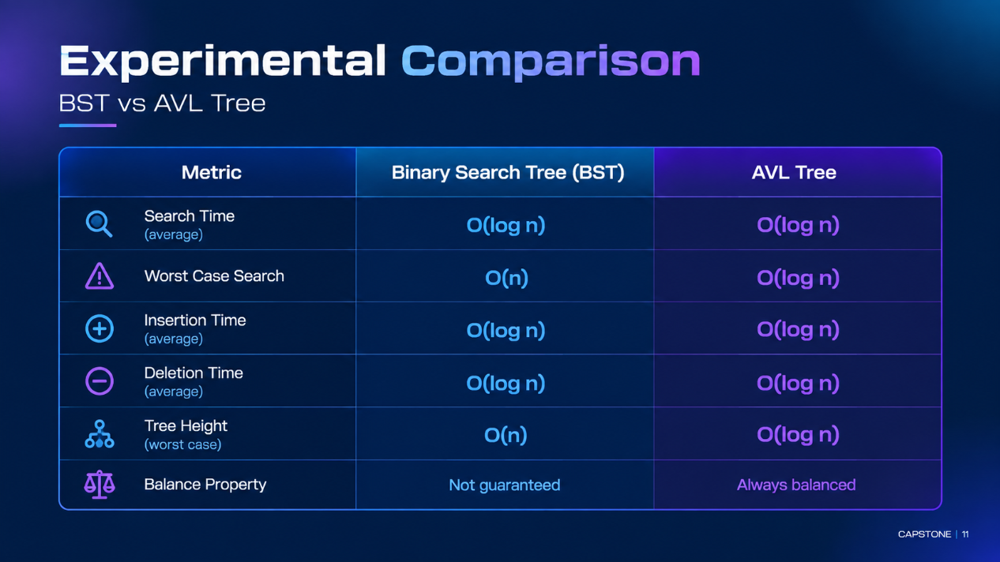 Experimental Comparison
BST vs AVL Tree
Metric
Binary Search Tree (BST)
AVL Tree
Search Time
(average)
O(log n)
O(log n)
Worst Case Search
O(n)
O(log n)
Insertion Time
(average)
O(log n)
O(log n)
Deletion Time
(average)
O(log n)
O(log n)
Tree Height
(worst case)
O(n)
O(log n)
Balance Property
Not guaranteed
Always balanced
CAPSTONE | 11